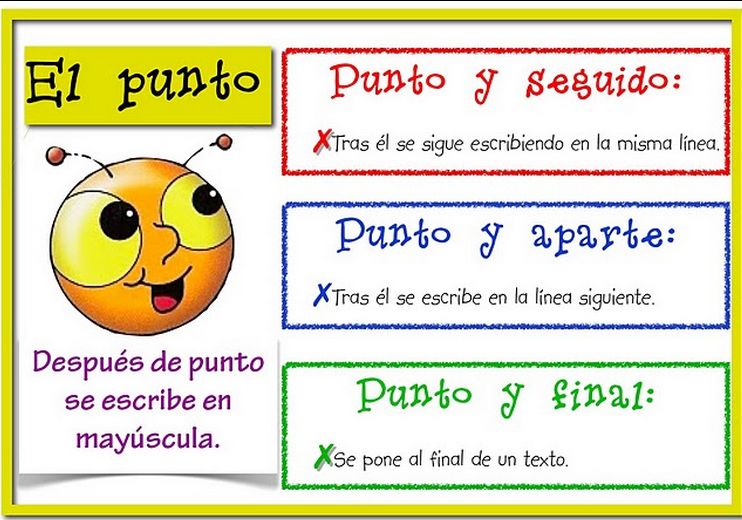 El punto
Después de punto
se escribe en
mayúscula.
Punto y seguido:
✗Tras él se sigue escribiendo en la misma línea.
Punto y aparte:
✗Tras él se escribe en la línea siguiente.
Punto y final:
✗Se pone al final de un texto.